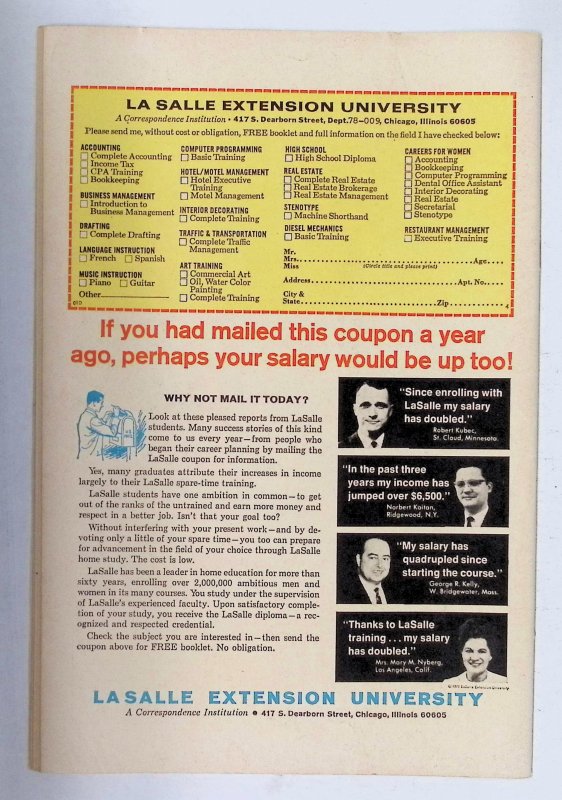 LA SALLE EXTENSION UNIVERSITY
A Correspondence Institution • 417 S. Dearborn Street, Dept. 78-009, Chicago, Illinois 60605
Please send me, without cost or obligation, FREE booklet and full information on the field I have checked below:
ACCOUNTING
Complete Accounting
Income Tax
CPA Training
Bookkeeping
BUSINESS MANAGEMENT
Introduction to
Business Management
DRAFTING
Complete Drafting
LANGUAGE INSTRUCTION
French Spanish
MUSIC INSTRUCTION
Piano Guitar
Other
COMPUTER PROGRAMMING
Basic Training
HOTEL/MOTEL MANAGEMENT
Hotel Executive
Training
Motel Management
INTERIOR DECORATING
Complete Training
TRAFFIC & TRANSPORTATION
Complete Traffic
Management
ART TRAINING
Commercial Art
Oil, Water Color
Painting
Complete Training
HIGH SCHOOL
High School Diploma
REAL ESTATE
Complete Real Estate
Real Estate Brokerage
Real Estate Management
STENOTYPE
Machine Shorthand
DIESEL MECHANICS
Basic Training
CAREERS FOR WOMEN
Accounting
Bookkeeping
Computer Programming
Dental Office Assistant
Interior Decorating
Real Estate
Secretarial
Stenotype
RESTAURANT MANAGEMENT
Executive Training
Mr.
Mrs. Age
Miss (Circle title and please print)
Address Apt. No.
City &
State Zip
010 4
If you had mailed this coupon a year
ago, perhaps your salary would be up too!
WHY NOT MAIL IT TODAY?
Look at these pleased reports from LaSalle
students. Many success stories of this kind
come to us every year—from people who
began their career planning by mailing the
LaSalle coupon for information.
Yes, many graduates attribute their increases in income
largely to their LaSalle spare-time training.
LaSalle students have one ambition in common—to get
out of the ranks of the untrained and earn more money and
respect in a better job. Isn't that your goal too?
Without interfering with your present work—and by de-
voting only a little of your spare time—you too can prepare
for advancement in the field of your choice through LaSalle
home study. The cost is low.
LaSalle has been a leader in home education for more than
sixty years, enrolling over 2,000,000 ambitious men and
women in its many courses. You study under the supervision
of LaSalle's experienced faculty. Upon satisfactory comple-
tion of your study, you receive the LaSalle diploma—a rec-
ognized and respected credential.
Check the subject you are interested in—then send the
coupon above for FREE booklet. No obligation.
"Since enrolling with
LaSalle my salary
has doubled."
Robert Kubec,
St. Cloud, Minnesota.
"In the past three
years my income has
jumped over $6,500."
Norbert Kaitan,
Ridgewood, N.Y.
"My salary has
quadrupled since
starting the course."
George R. Kelly,
W. Bridgewater, Mass.
"Thanks to LaSalle
training...my salary
has doubled."
Mrs. Mary M. Nyberg,
Los Angeles, Calif.
LaSalle Extension University
LA SALLE EXTENSION UNIVERSITY
A Correspondence Institution • 417 S. Dearborn Street, Chicago, Illinois 60605